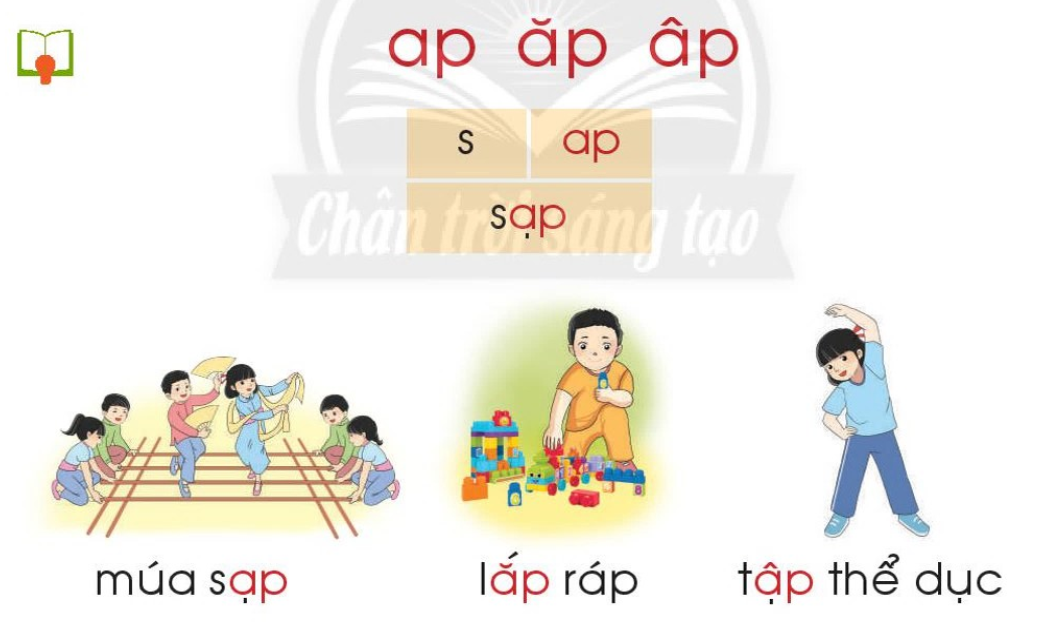 ap ăp âp
s ap
sạp
Chân trời sáng tạo
múa sạp lắp ráp tập thể dục